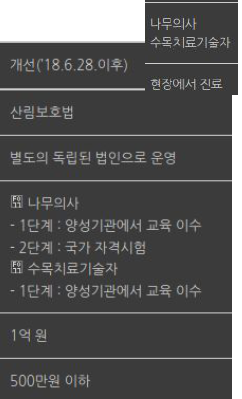 나무의사
수목치료기술자
현장에서 진료
개선('18.6.28.이후)
산림보호법
별도의 독립된 법인으로 운영
나무의사
- 1단계 : 양성기관에서 교육 이수
- 2단계 : 국가 자격시험
수목치료기술자
- 1단계 : 양성기관에서 교육 이수
1억 원
500만원 이하